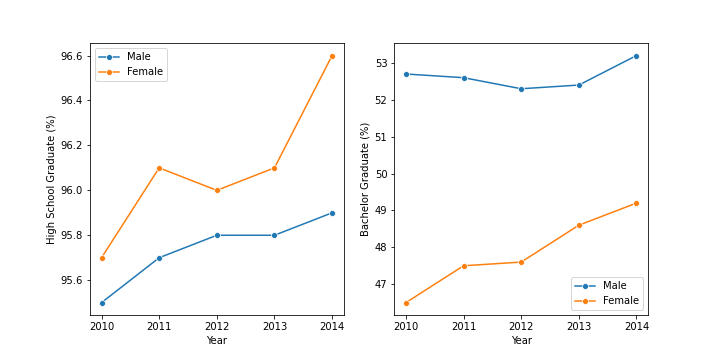 96.6
96.4
96.2
96.0
95.8
95.6
High School Graduate (%)
Male
Female
2010 2011 2012 2013 2014
Year
53
52
51
50
49
48
47
Bachelor Graduate (%)
Male
Female
2010 2011 2012 2013 2014
Year